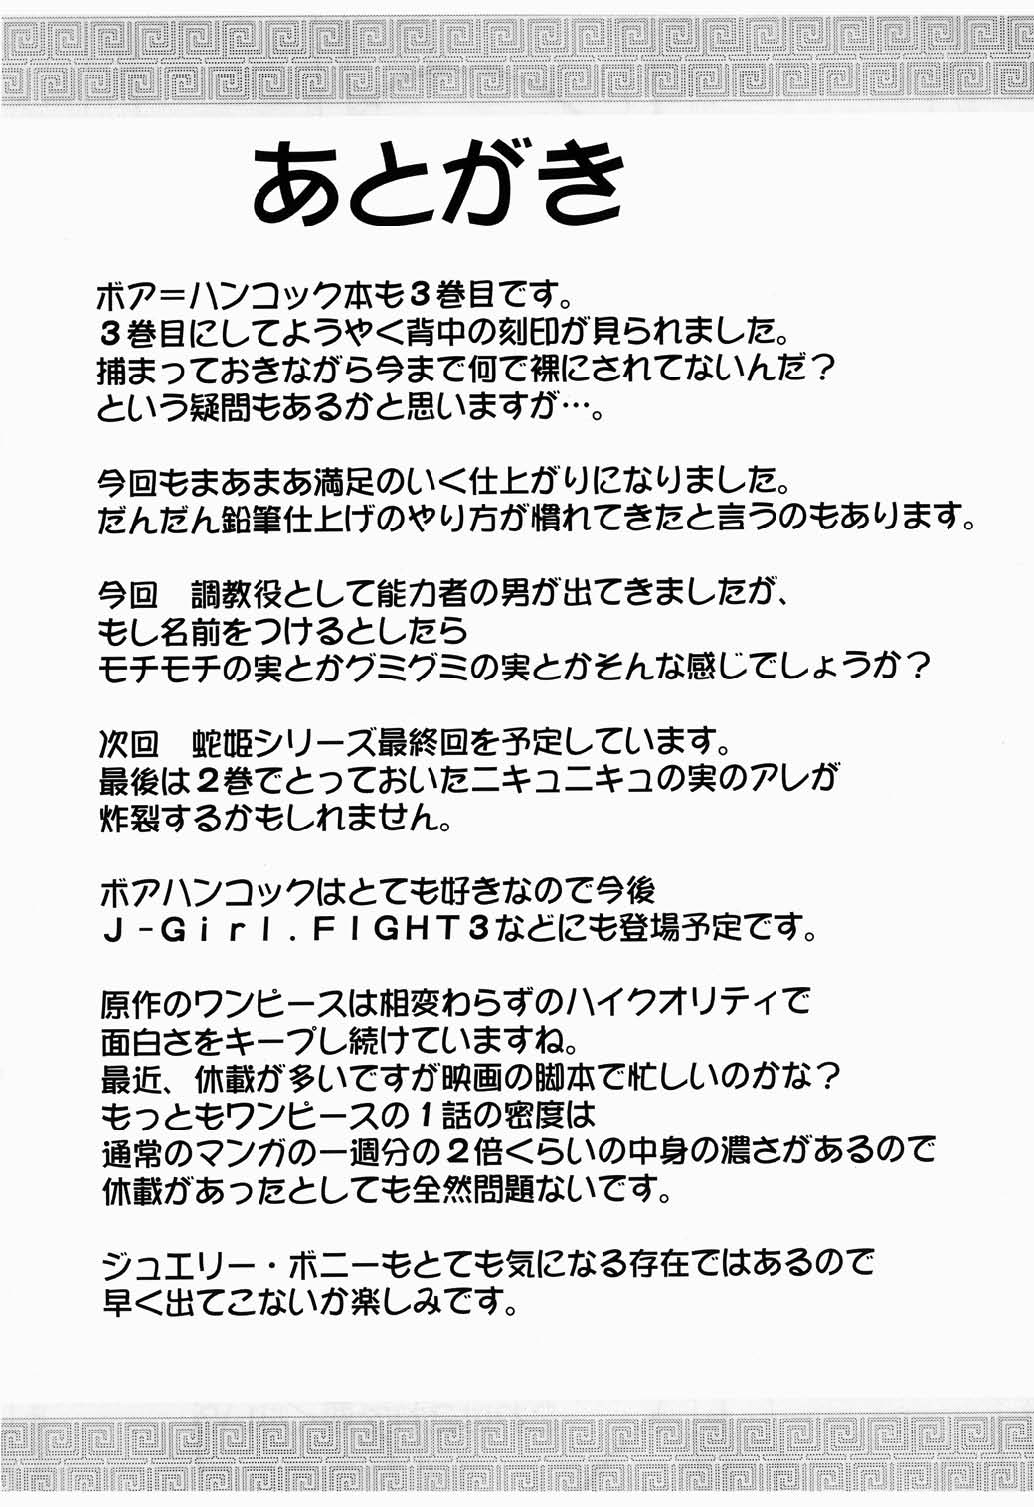 あとがき
ボア＝ハンコック本も３巻目です。
３巻目にしてようやく背中の刻印が見られました。
捕まっておきながら今まで何で裸にされてないんだ？
という疑問もあるかと思いますが…。
今回もまあまあ満足のいく仕上がりになりました。
だんだん鉛筆仕上げのやり方が慣れてきたと言うのもあります。
今回　調教役として能力者の男が出てきましたが、
もし名前をつけるとしたら
モチモチの実とかグミグミの実とかそんな感じでしょうか？
次回　蛇姫シリーズ最終回を予定しています。
最後は２巻でとっておいたニキュニキュの実のアレが
炸裂するかもしれません。
ボアハンコックはとても好きなので今後
Ｊ－Ｇｉｒｌ．ＦＩＧＨＴ３などにも登場予定です。
原作のワンピースは相変わらずのハイクオリティで
面白さをキープし続けていますね。
最近、休載が多いですが映画の脚本で忙しいのかな？
もっともワンピースの１話の密度は
通常のマンガの一週分の２倍くらいの中身の濃さがあるので
休載があったとしても全然問題ないです。
ジュエリー・ボニーもとても気になる存在ではあるので
早く出てこないか楽しみです。